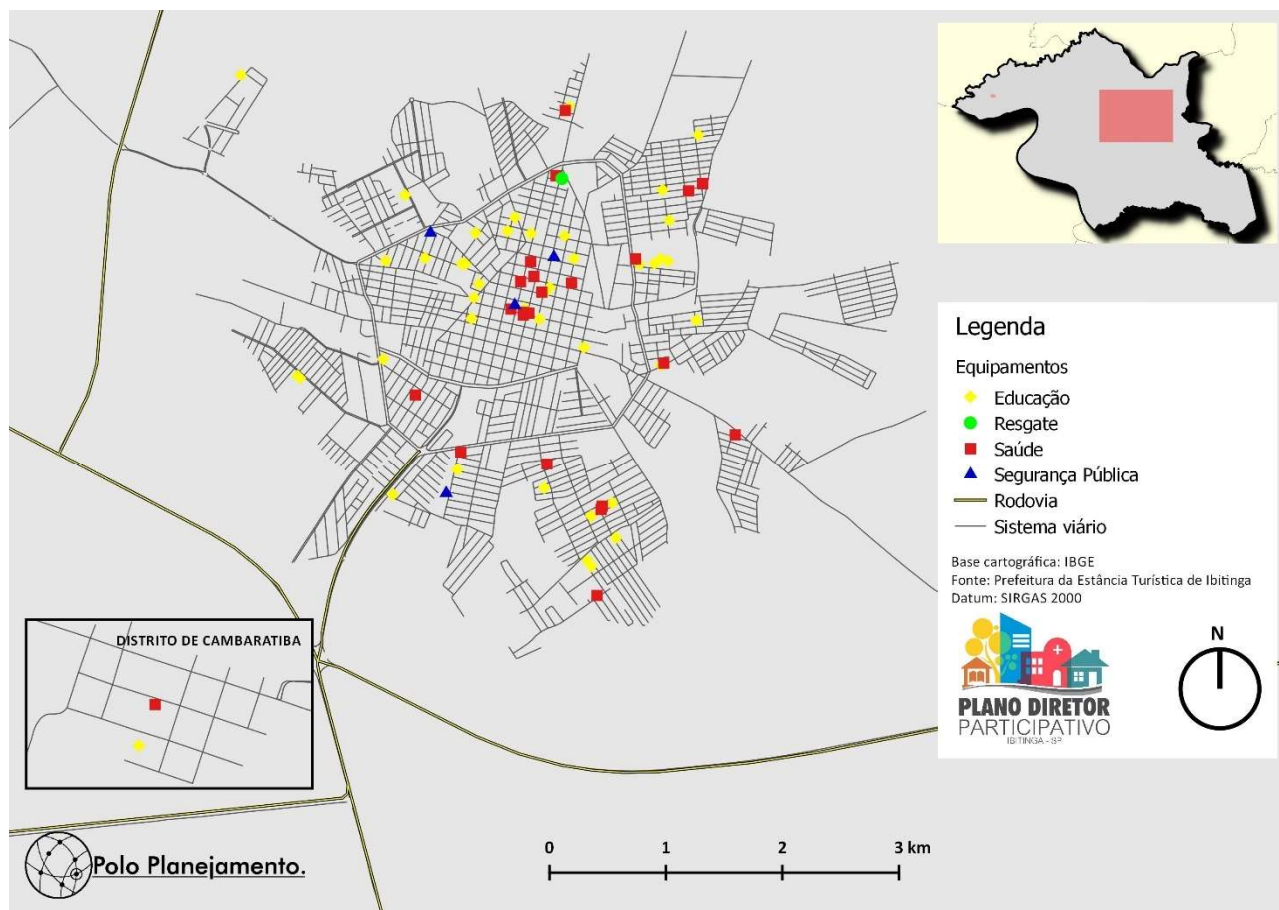 Legenda
Equipamentos
Educação
Resgate
Saúde
Segurança Pública
Rodovia
Sistema viário
Base cartográfica: IBGE
Fonte: Prefeitura da Estância Turística de Ibitinga
Datum: SIRGAS 2000
PLANO DIRETOR
PARTICIPATIVO
IBITINGA - SP
N
DISTRITO DE CAMBARATIBA
Polo Planejamento.
0 1 2 3 km